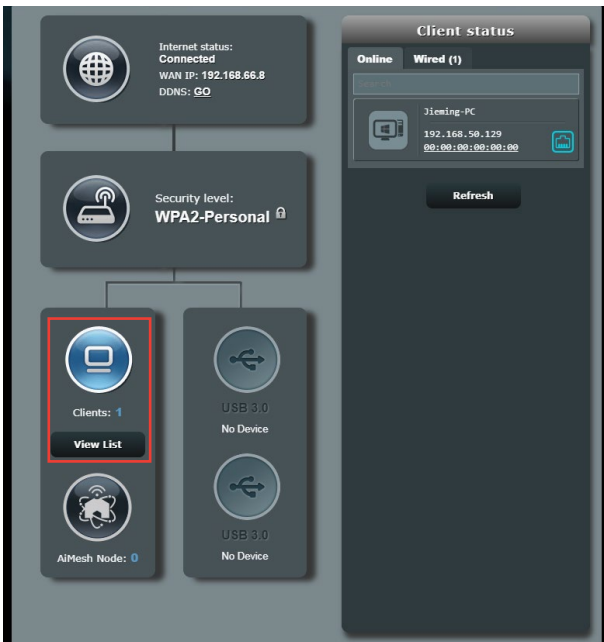 Internet status:
Connected
WAN IP: 192.168.66.8
DDNS: GO
Security level:
WPA2-Personal
Clients: 1
View List
AiMesh Node: 0
USB 3.0
No Device
USB 3.0
No Device
Client status
Online Wired (1)
Search
Jieming-PC
192.168.50.129
00:00:00:00:00:00
Refresh